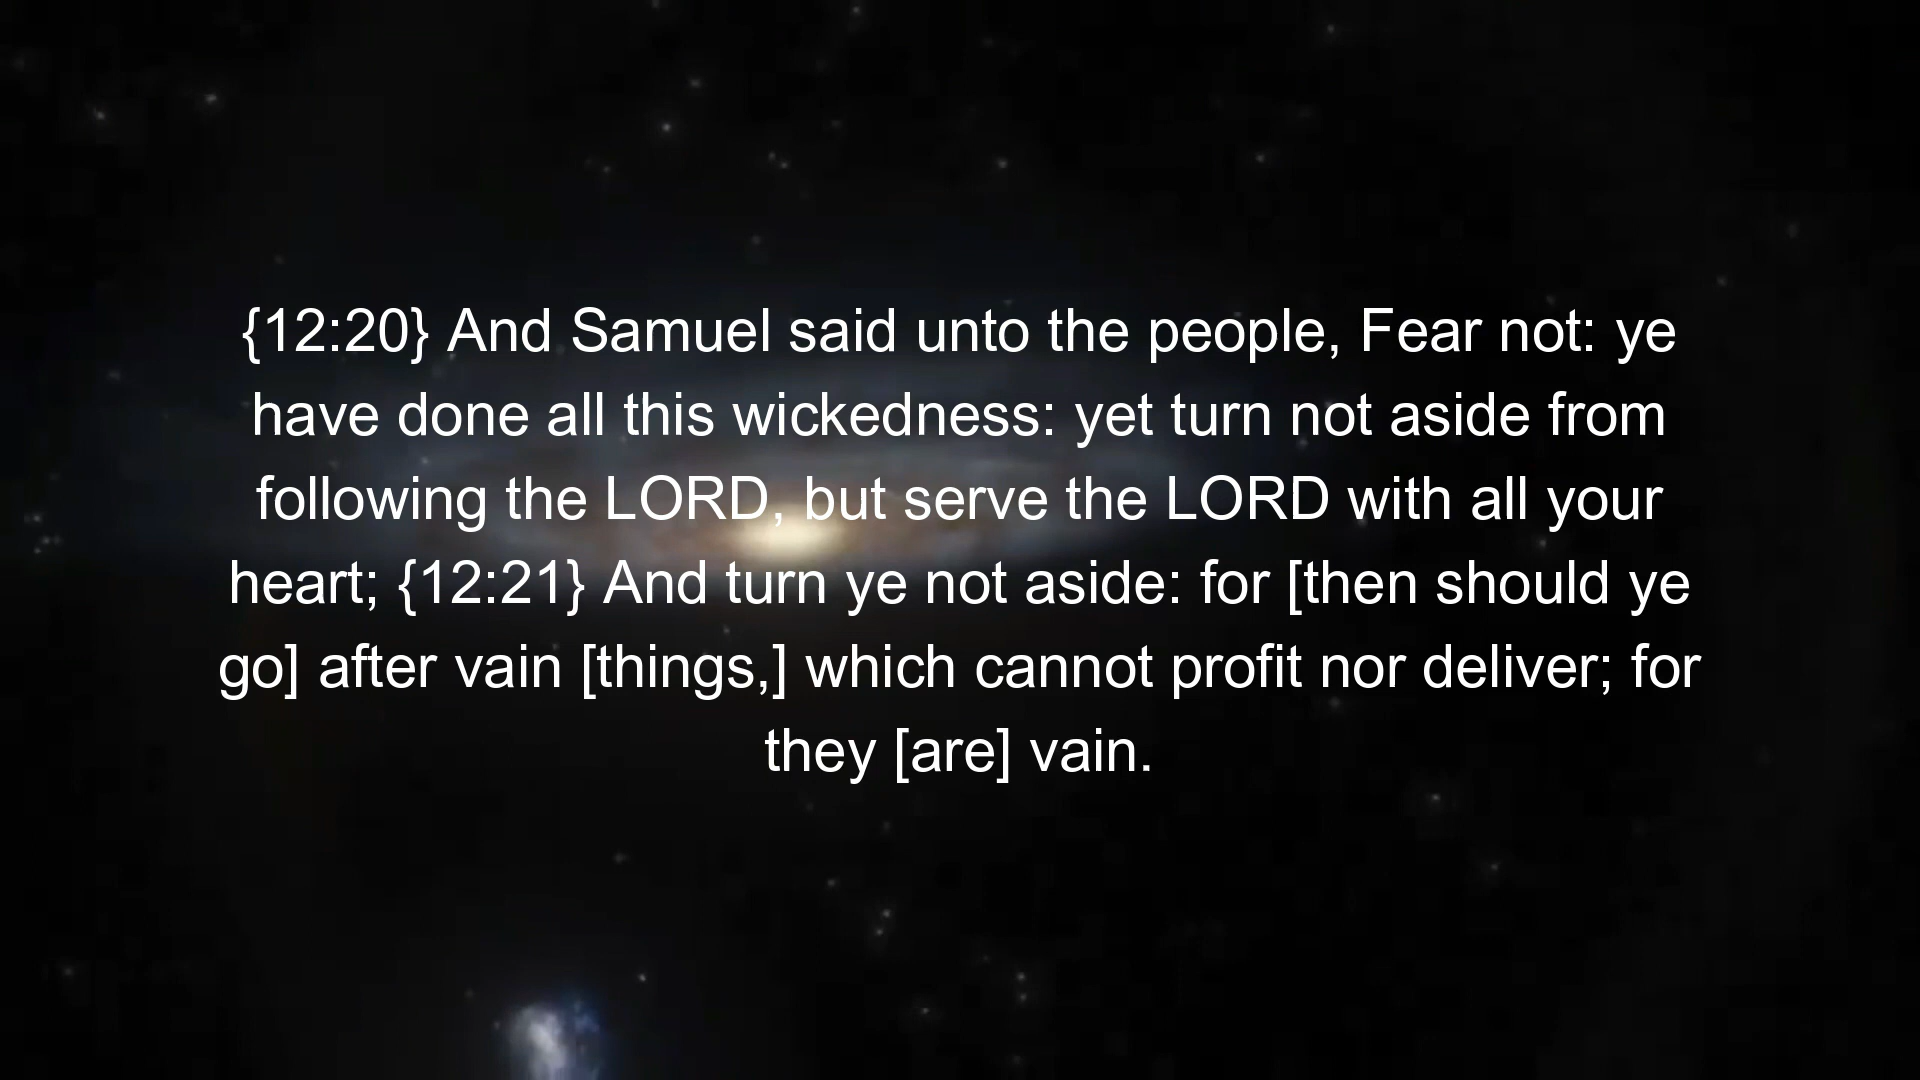 {12:20} And Samuel said unto the people, Fear not: ye
have done all this wickedness: yet turn not aside from
following the LORD, but serve the LORD with all your
heart; {12:21} And turn ye not aside: for [then should ye
go] after vain [things,] which cannot profit nor deliver; for
they [are] vain.